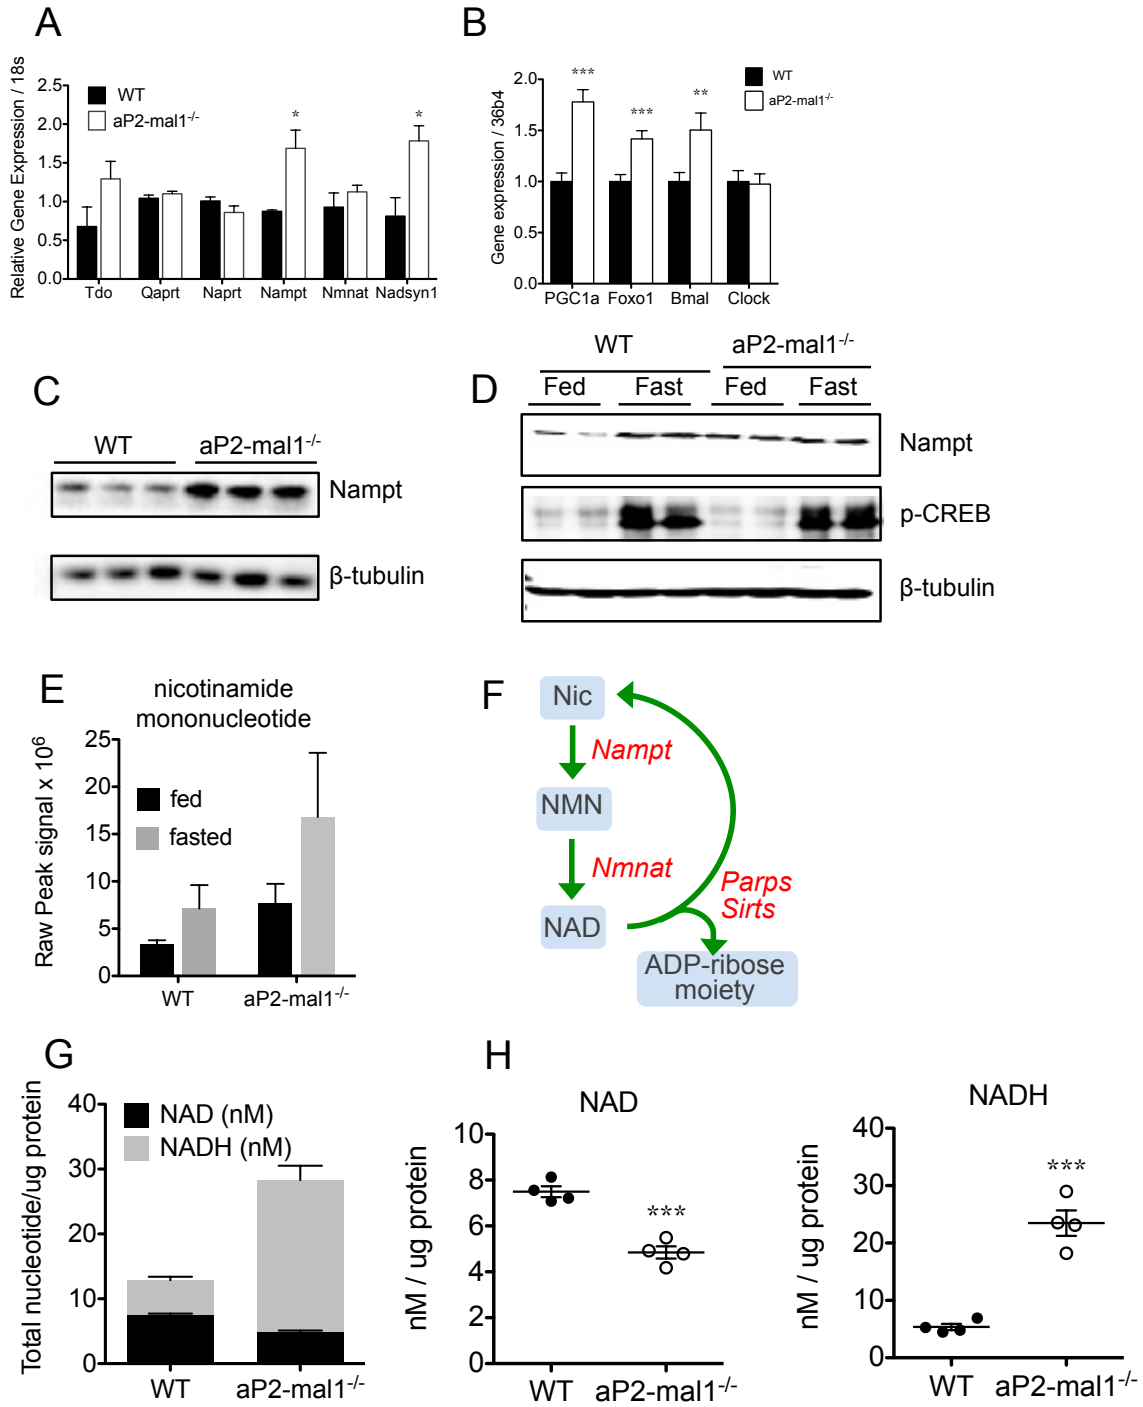 A
Relative Gene Expression / 18s
2.5
2.0
1.5
1.0
0.5
0.0
WT
aP2-mal1-/-
*
*
Tdo
Qaprt
Naprt
Nampt
Nmnat
Nadsyn1
B
Gene expression / 36b4
2.0
1.5
1.0
0.5
0.0
***
***
**
WT
aP2-mal1-/-
PGC1a
Foxo1
Bmal
Clock
C
WT
aP2-mal1-/-
Nampt
β-tubulin
D
WT
aP2-mal1-/-
Fed
Fast
Fed
Fast
Nampt
p-CREB
β-tubulin
E
nicotinamide
mononucleotide
Raw Peak signal x 10⁶
25
20
15
10
5
0
fed
fasted
WT
aP2-mal1-/-
F
Nic
Nampt
NMN
Nmnat
Parps
Sirts
NAD
ADP-ribose
moiety
G
Total nucleotide/ug protein
40
30
20
10
0
NAD (nM)
NADH (nM)
WT
aP2-mal1-/-
H
NAD
nM / ug protein
10
8
6
4
2
0
***
WT
aP2-mal1-/-
NADH
nM / ug protein
40
30
20
10
0
***
WT
aP2-mal1-/-